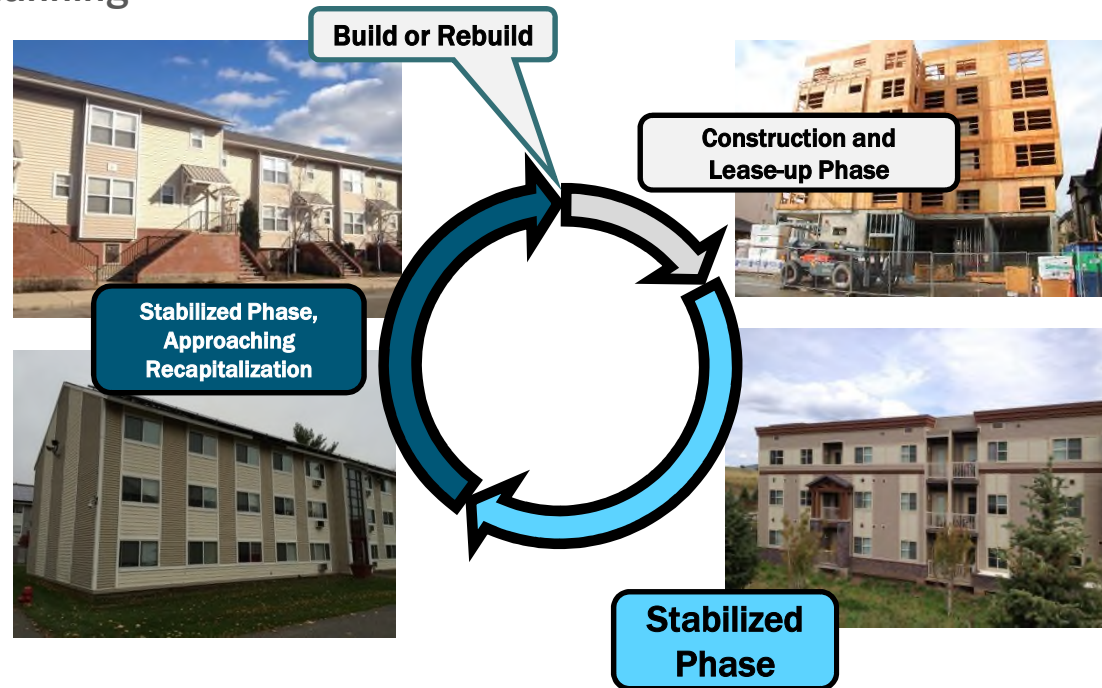 Build or Rebuild
Construction and
Lease-up Phase
Stabilized Phase,
Approaching
Recapitalization
Stabilized
Phase